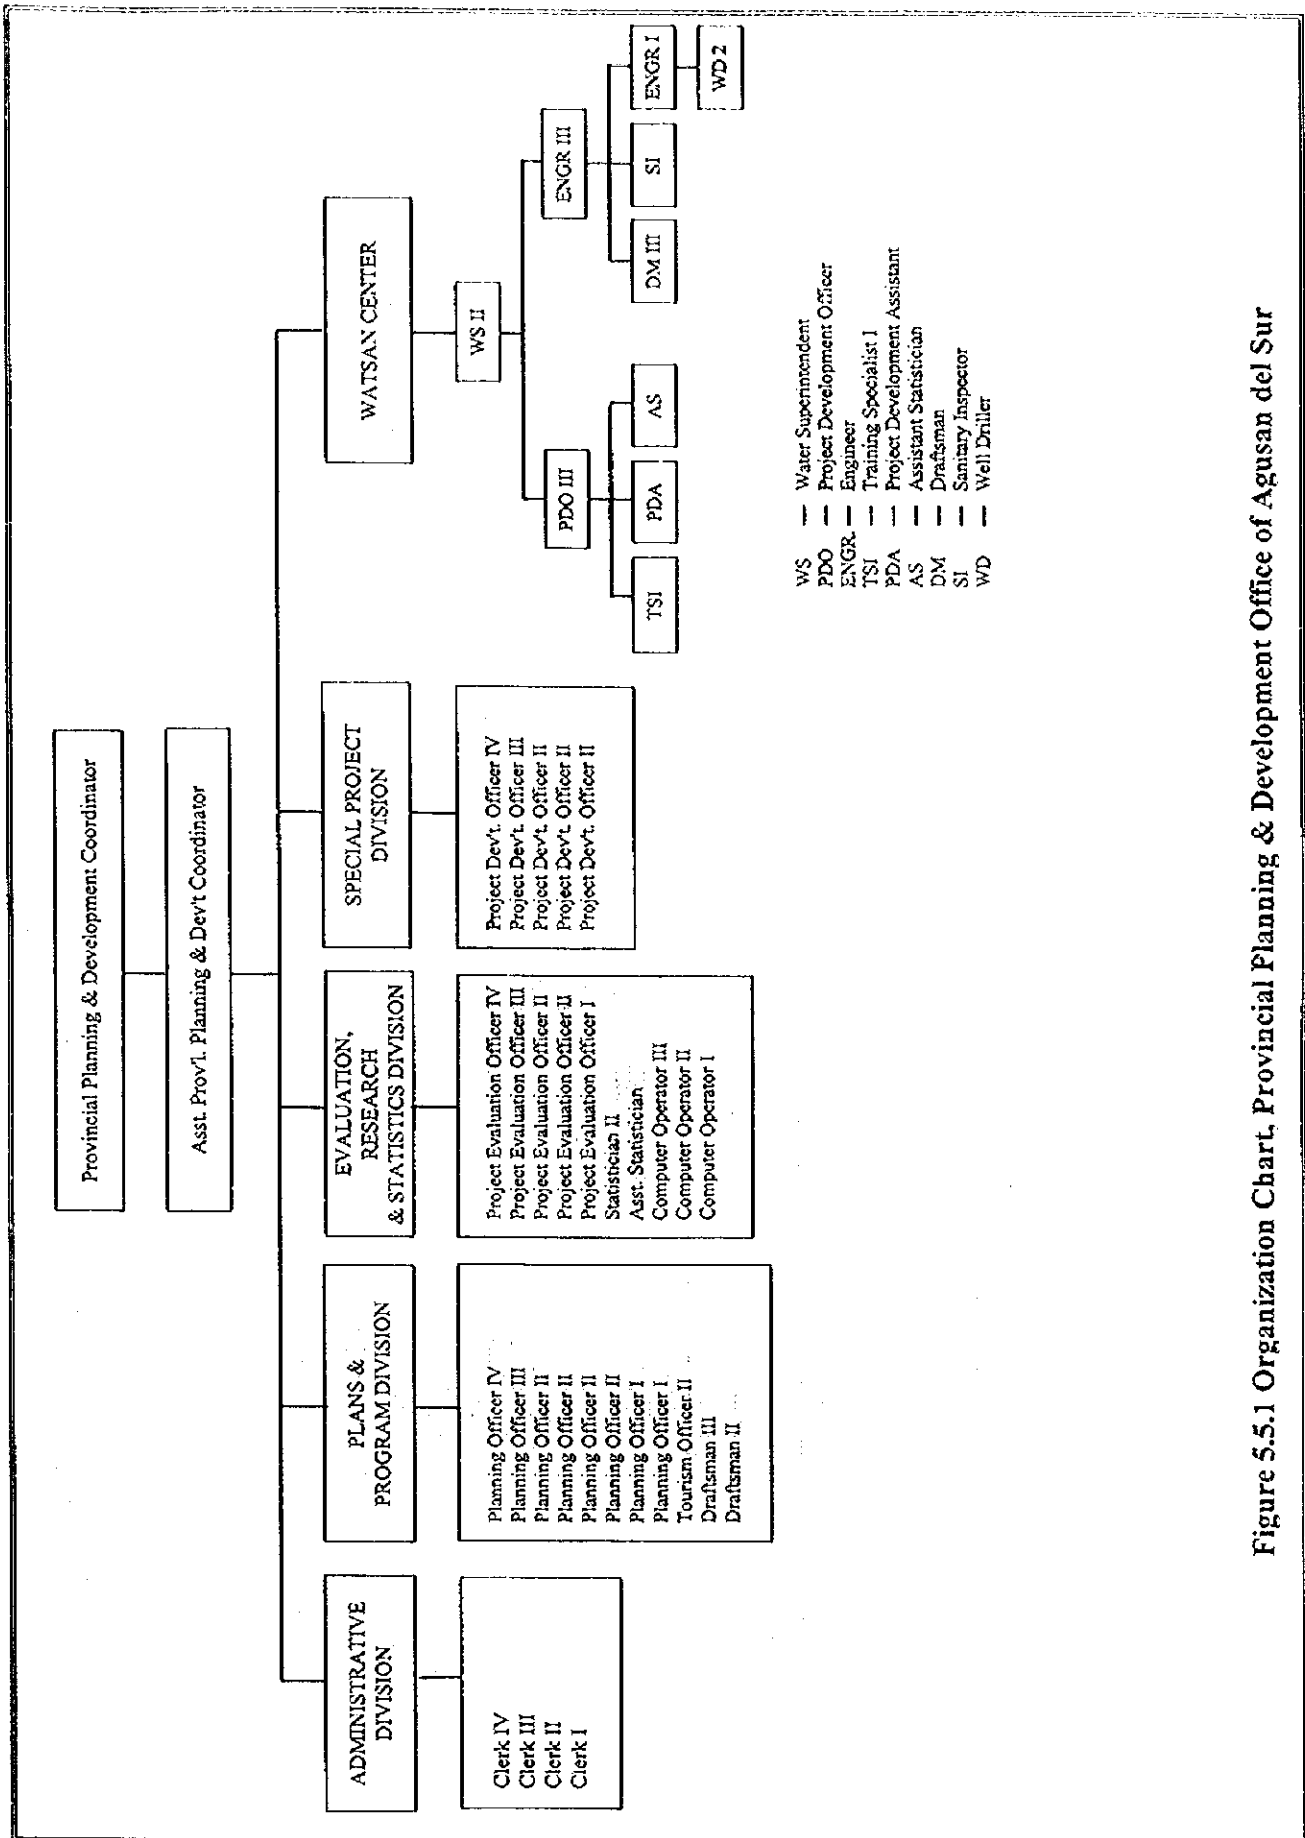 Provincial Planning & Development Coordinator
Asst. Prov'l. Planning & Dev't Coordinator
ADMINISTRATIVE
DIVISION
Clerk IV
Clerk III
Clerk II
Clerk I
PLANS &
PROGRAM DIVISION
Planning Officer IV
Planning Officer III
Planning Officer II
Planning Officer II
Planning Officer II
Planning Officer II
Planning Officer I
Planning Officer I
Tourism Officer II
Draftsman III
Draftsman II
EVALUATION,
RESEARCH
& STATISTICS DIVISION
Project Evaluation Officer IV
Project Evaluation Officer III
Project Evaluation Officer II
Project Evaluation Officer II
Project Evaluation Officer I
Statistician II
Asst. Statistician
Computer Operator III
Computer Operator II
Computer Operator I
SPECIAL PROJECT
DIVISION
Project Dev't. Officer IV
Project Dev't. Officer III
Project Dev't. Officer II
Project Dev't. Officer II
Project Dev't. Officer II
WATSAN CENTER
WS II
PDO III
ENGR III
TSI
PDA
AS
DM III
SI
ENGR I
WD 2
WS — Water Superintendent
PDO — Project Development Officer
ENGR. — Engineer
TSI — Training Specialist I
PDA — Project Development Assistant
AS — Assistant Statistician
DM — Draftsman
SI — Sanitary Inspector
WD — Well Driller
Figure 5.5.1 Organization Chart, Provincial Planning & Development Office of Agusan del Sur